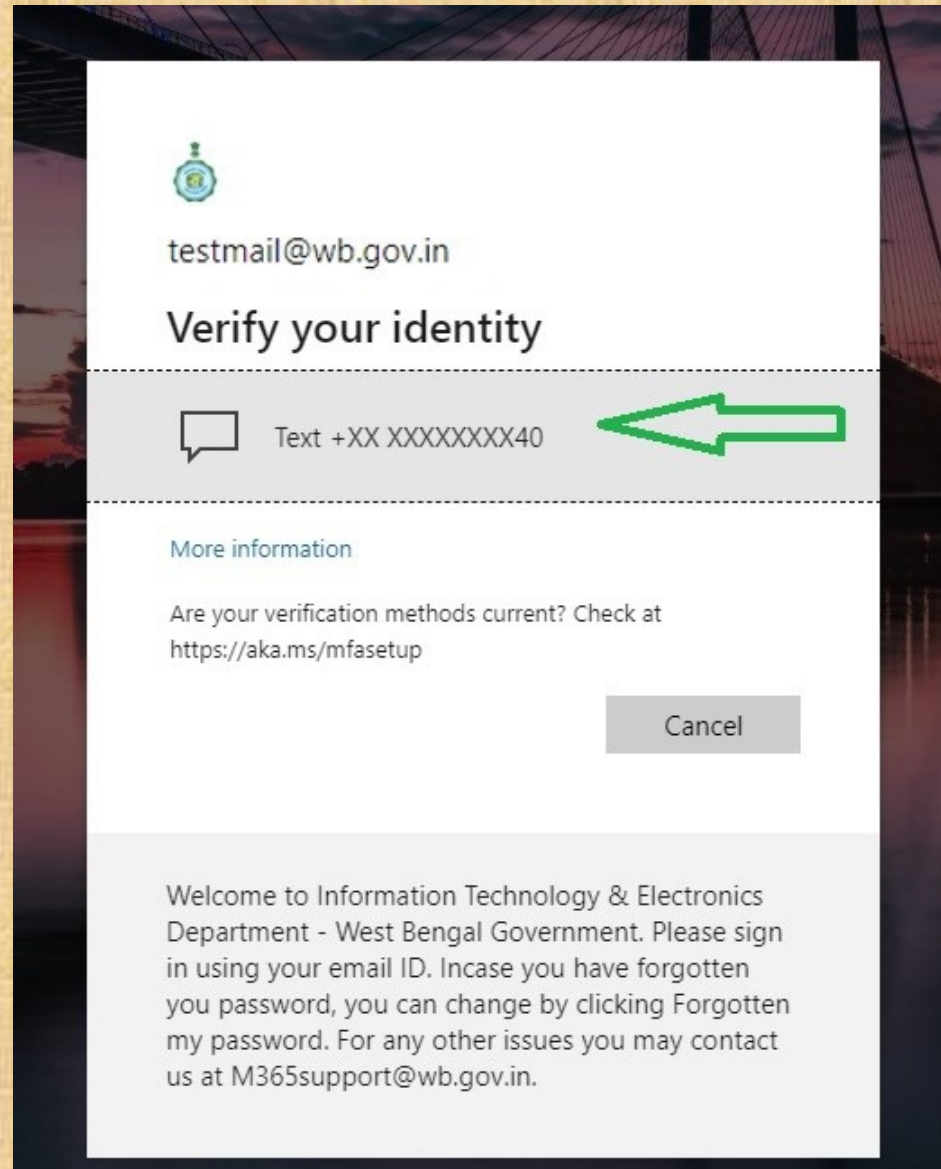 testmail@wb.gov.in
Verify your identity
Text +XX XXXXXXXX40
More information
Are your verification methods current? Check at
https://aka.ms/mfasetup
Cancel
Welcome to Information Technology & Electronics
Department - West Bengal Government. Please sign
in using your email ID. Incase you have forgotten
you password, you can change by clicking Forgotten
my password. For any other issues you may contact
us at M365support@wb.gov.in.